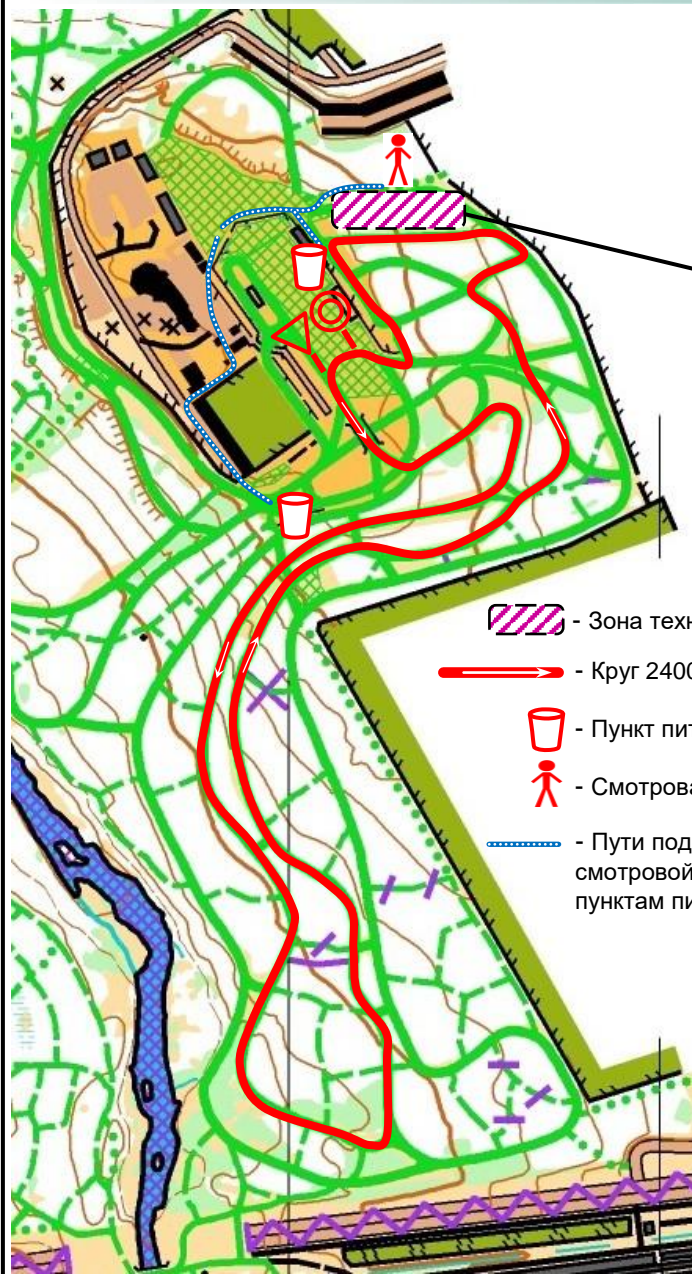 - Зона техн
- Круг 2400
- Пункт пит
- Смотрова
- Пути под
смотровой
пунктам пи